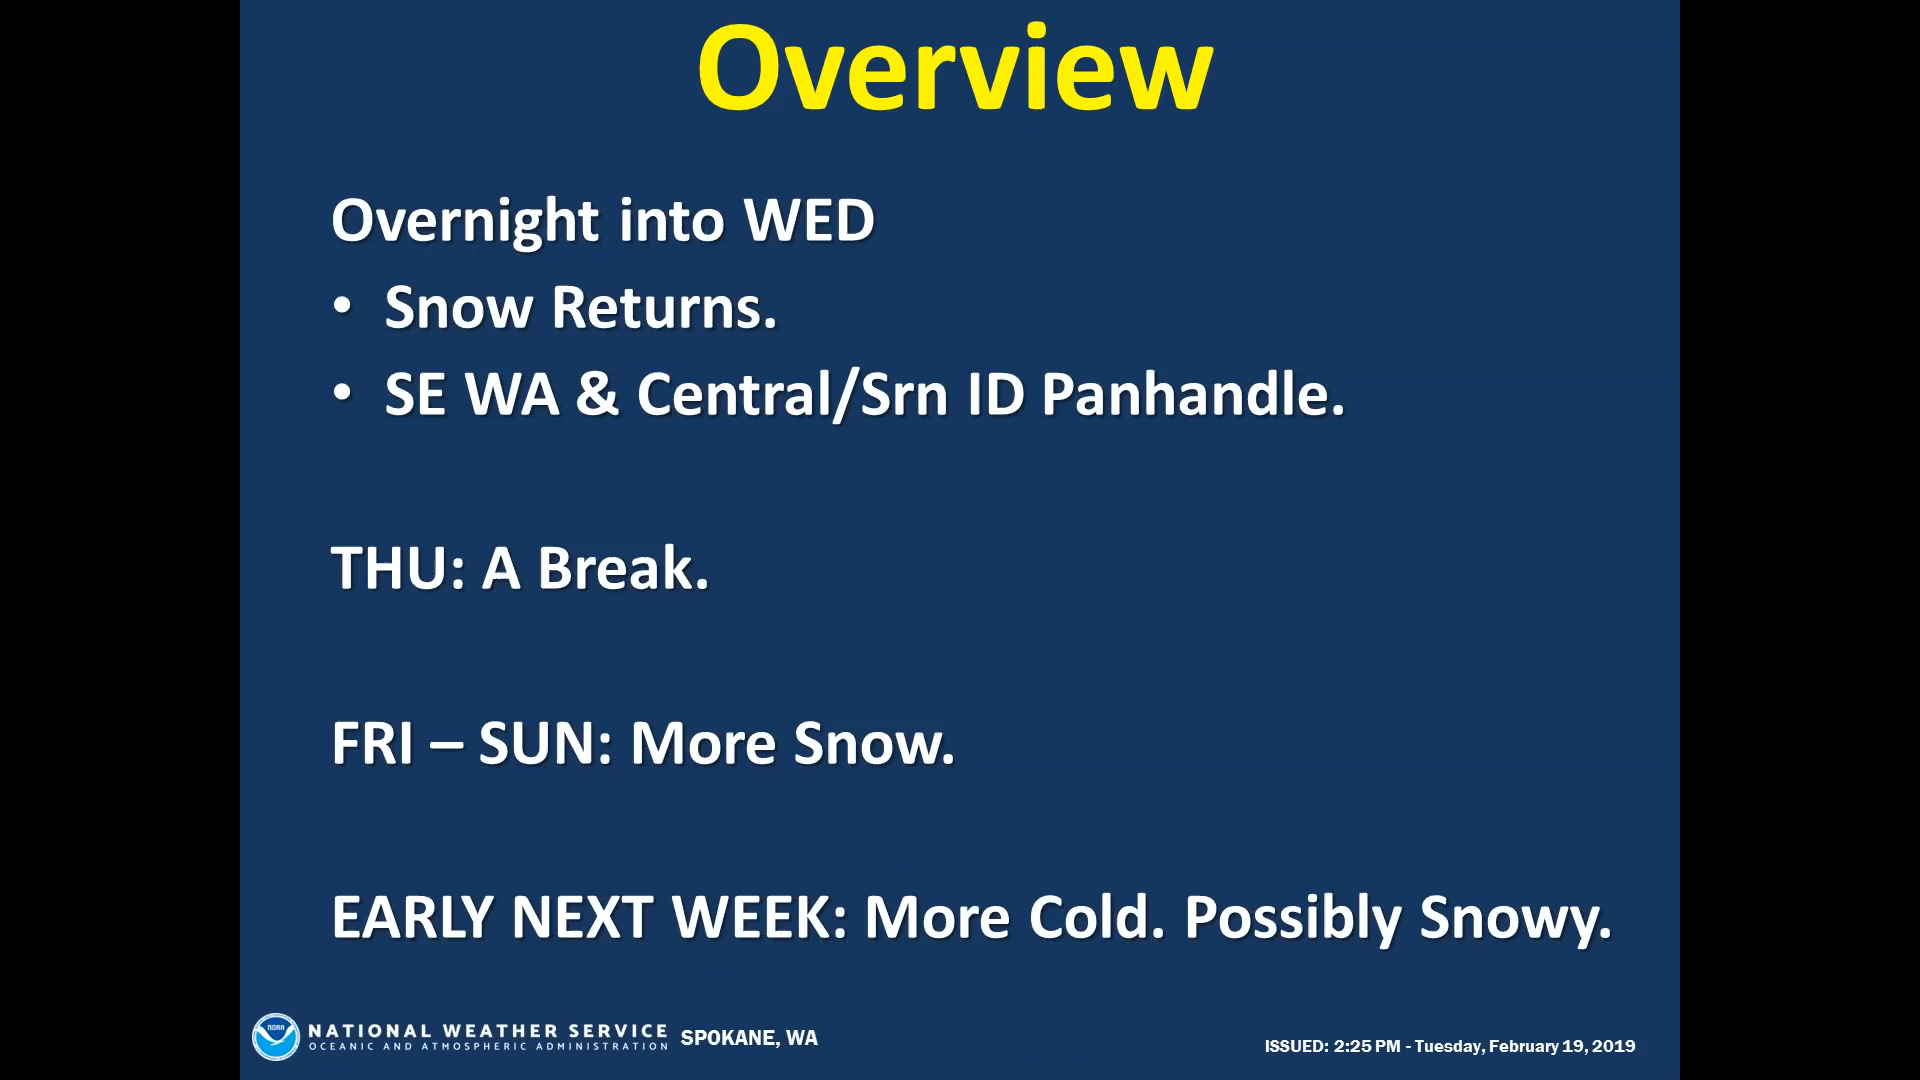 Overview
Overnight into WED
• Snow Returns.
• SE WA & Central/Srn ID Panhandle.
THU: A Break.
FRI – SUN: More Snow.
EARLY NEXT WEEK: More Cold. Possibly Snowy.
NOAA
NATIONAL WEATHER SERVICE
OCEANIC AND ATMOSPHERIC ADMINISTRATION
SPOKANE, WA
ISSUED: 2:25 PM - Tuesday, February 19, 2019